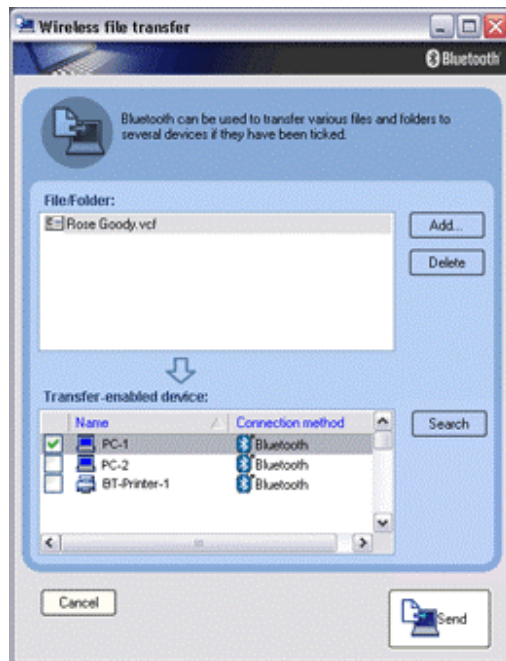 Wireless file transfer
Bluetooth
Bluetooth can be used to transfer various files and folders to
several devices if they have been ticked.
File/Folder:
Rose Goody.vcf
Add...
Delete
Transfer-enabled device:
Name Connection method
Search
PC-1 Bluetooth
PC-2 Bluetooth
BT-Printer-1 Bluetooth
Cancel
Send